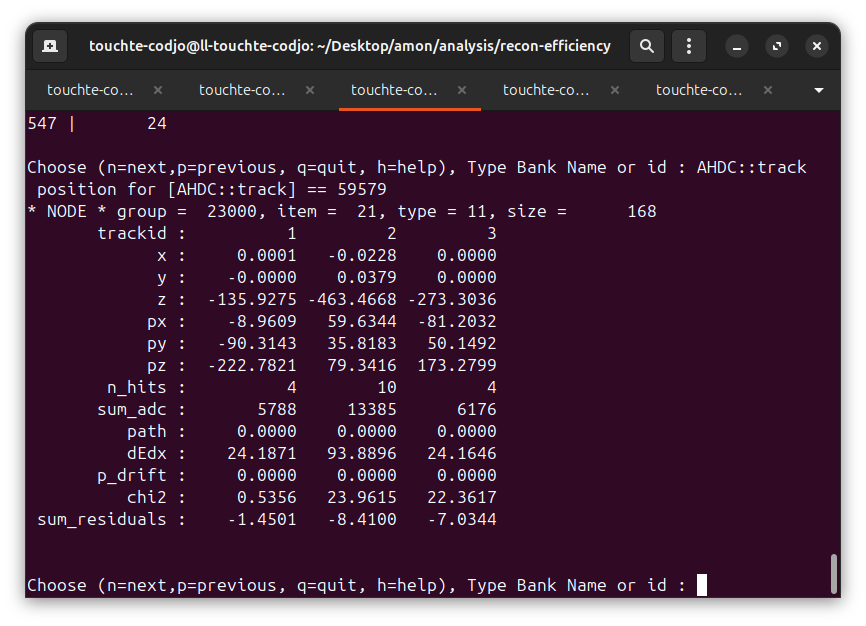 touchte-codjo@ll-touchte-codjo: ~/Desktop/amon/analysis/recon-efficiency
touchte-co... × touchte-co... × touchte-co... × touchte-co... × touchte-co... ×
547 |       24
Choose (n=next,p=previous, q=quit, h=help), Type Bank Name or id : AHDC::track
 position for [AHDC::track] == 59579
* NODE * group =  23000, item =  21, type = 11, size =      168
       trackid :          1         2         3
             x :     0.0001   -0.0228    0.0000
             y :    -0.0000    0.0379    0.0000
             z :  -135.9275 -463.4668 -273.3036
            px :    -8.9609   59.6344  -81.2032
            py :   -90.3143   35.8183   50.1492
            pz :  -222.7821   79.3416  173.2799
        n_hits :          4        10         4
       sum_adc :       5788     13385      6176
          path :     0.0000    0.0000    0.0000
          dEdx :    24.1871   93.8896   24.1646
       p_drift :     0.0000    0.0000    0.0000
          chi2 :     0.5356   23.9615   22.3617
 sum_residuals :    -1.4501   -8.4100   -7.0344
Choose (n=next,p=previous, q=quit, h=help), Type Bank Name or id :